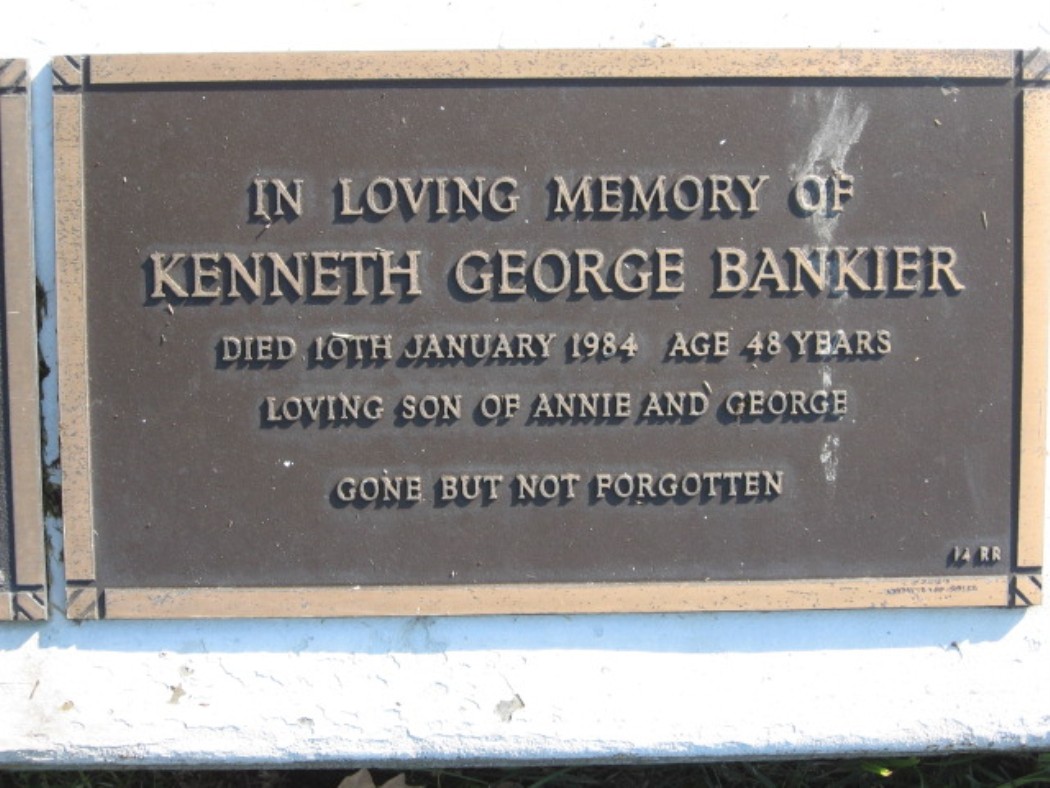 IN LOVING MEMORY OF
KENNETH GEORGE BANKIER
DIED 10TH JANUARY 1984 AGE 48 YEARS
LOVING SON OF ANNIE AND GEORGE
GONE BUT NOT FORGOTTEN
14 RR